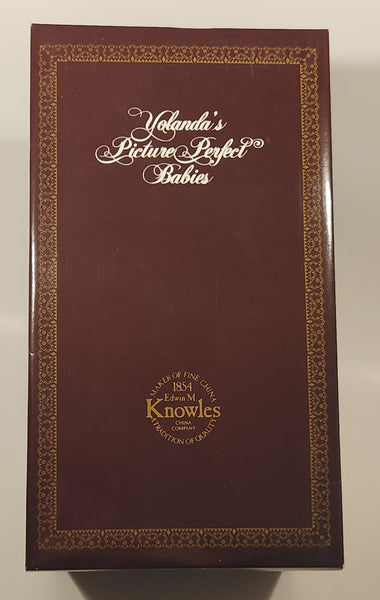 Yolanda's
Picture Perfect
Babies
MAKER OF FINE CHINA
1854
Edwin M.
Knowles
CHINA
COMPANY
TRADITION OF QUALITY